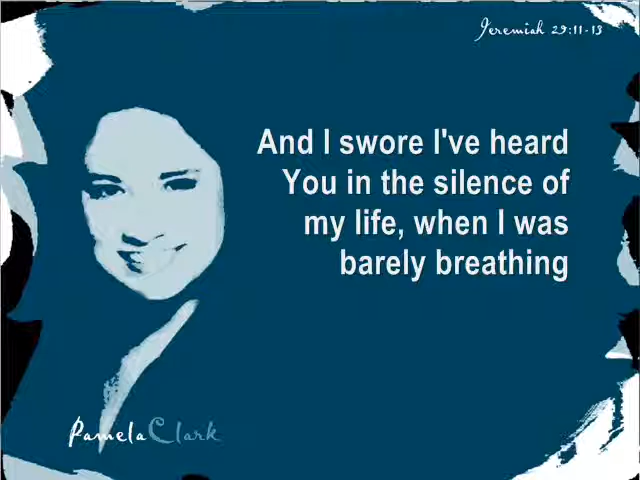 Jeremiah 29:11-13
And I swore I've heard
You in the silence of
my life, when I was
barely breathing
PamelaClark